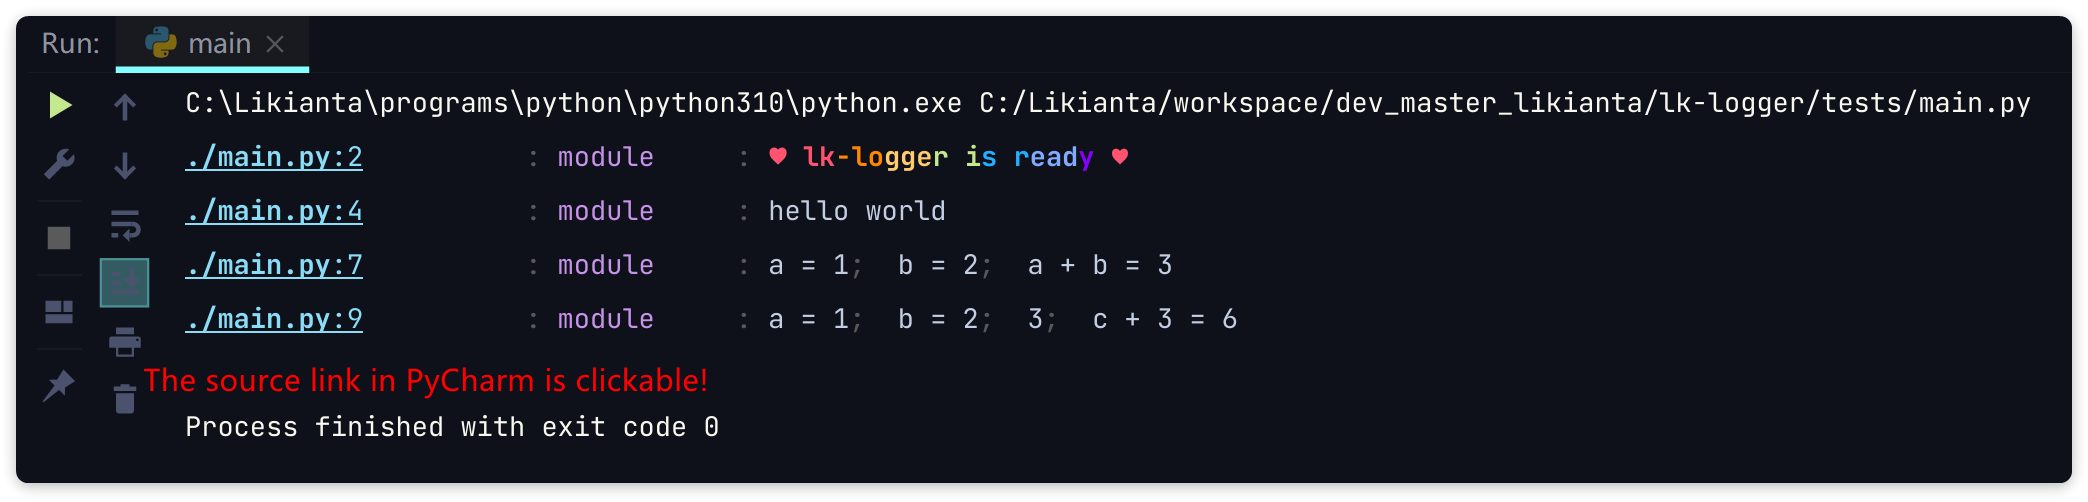 Run: main
C:\Likianta\programs\python\python310\python.exe C:/Likianta/workspace/dev_master_likianta/lk-logger/tests/main.py
./main.py:2 : module : ♥ lk-logger is ready ♥
./main.py:4 : module : hello world
./main.py:7 : module : a = 1; b = 2; a + b = 3
./main.py:9 : module : a = 1; b = 2; 3; c + 3 = 6
The source link in PyCharm is clickable!
Process finished with exit code 0